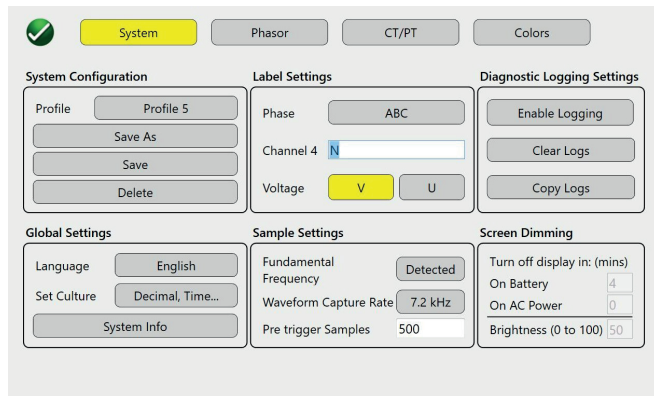 System
Phasor
CT/PT
Colors
System Configuration
Profile
Profile 5
Save As
Save
Delete
Label Settings
Phase
ABC
Channel 4
N
Voltage
V
U
Diagnostic Logging Settings
Enable Logging
Clear Logs
Copy Logs
Global Settings
Language
English
Set Culture
Decimal, Time...
System Info
Sample Settings
Fundamental
Frequency
Detected
Waveform Capture Rate
7.2 kHz
Pre trigger Samples
500
Screen Dimming
Turn off display in: (mins)
On Battery
4
On AC Power
0
Brightness (0 to 100)
50